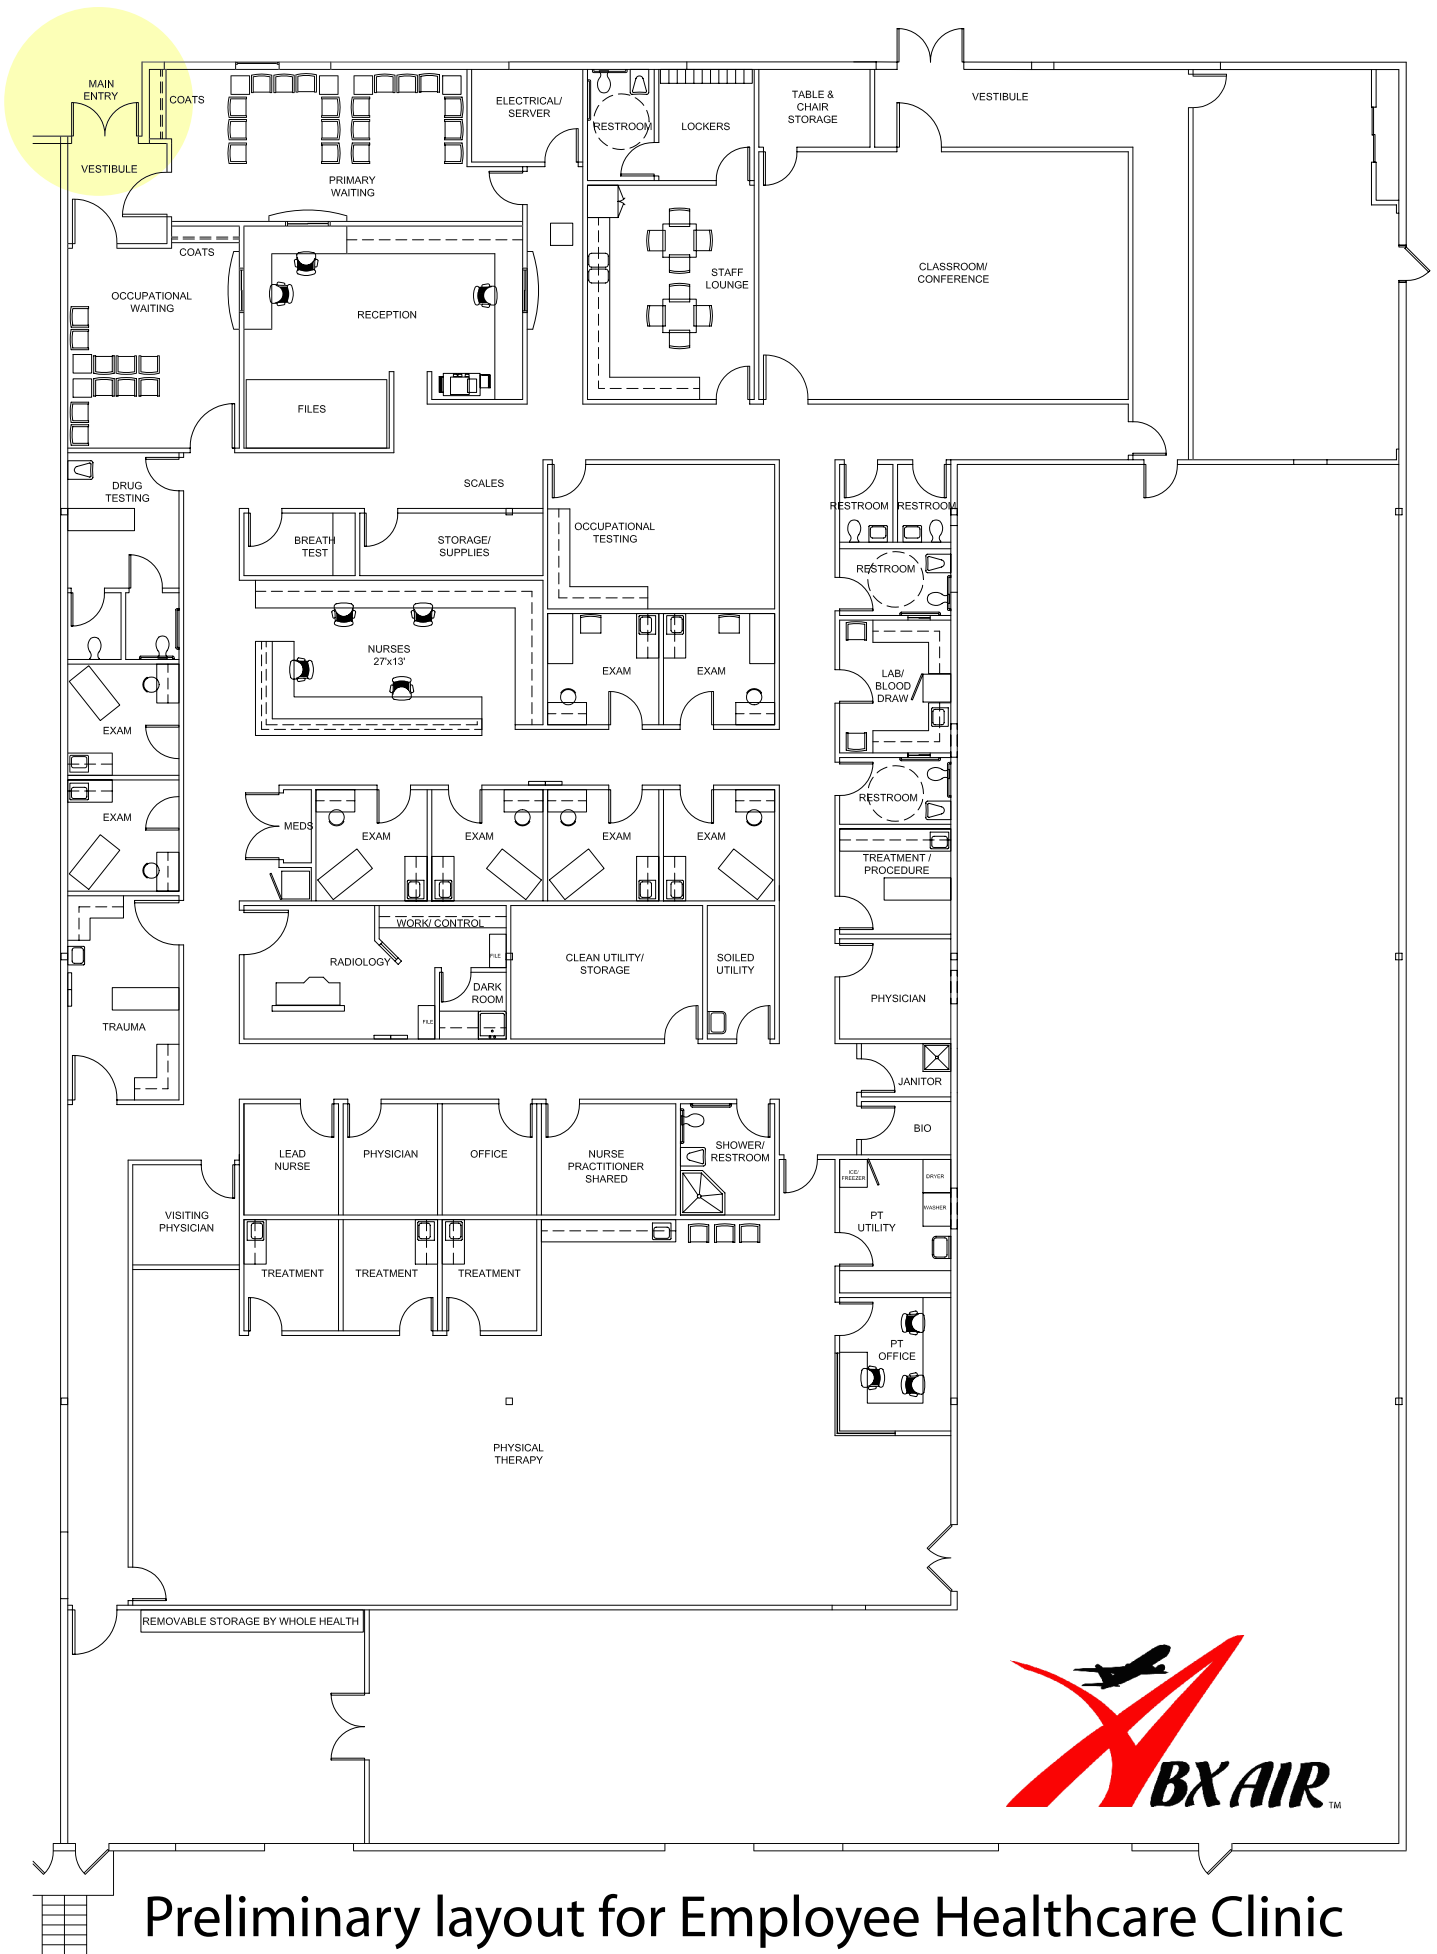 MAIN
ENTRY
COATS
ELECTRICAL/
SERVER
RESTROOM
LOCKERS
TABLE &
CHAIR
STORAGE
VESTIBULE
VESTIBULE
PRIMARY
WAITING
COATS
OCCUPATIONAL
WAITING
RECEPTION
STAFF
LOUNGE
CLASSROOM/
CONFERENCE
FILES
DRUG
TESTING
SCALES
BREATH
TEST
STORAGE/
SUPPLIES
OCCUPATIONAL
TESTING
RESTROOM
RESTROOM
RESTROOM
NURSES
27'x13'
EXAM
EXAM
LAB/
BLOOD
DRAW
EXAM
EXAM
MEDS
EXAM
EXAM
EXAM
EXAM
RESTROOM
TREATMENT /
PROCEDURE
WORK/ CONTROL
RADIOLOGY
FILE
DARK
ROOM
FILE
CLEAN UTILITY/
STORAGE
SOILED
UTILITY
PHYSICIAN
TRAUMA
JANITOR
BIO
LEAD
NURSE
PHYSICIAN
OFFICE
NURSE
PRACTITIONER
SHARED
SHOWER/
RESTROOM
ICE/
FREEZER
DRYER
WASHER
PT
UTILITY
VISITING
PHYSICIAN
TREATMENT
TREATMENT
TREATMENT
PT
OFFICE
PHYSICAL
THERAPY
REMOVABLE STORAGE BY WHOLE HEALTH
ABX AIR TM
Preliminary layout for Employee Healthcare Clinic